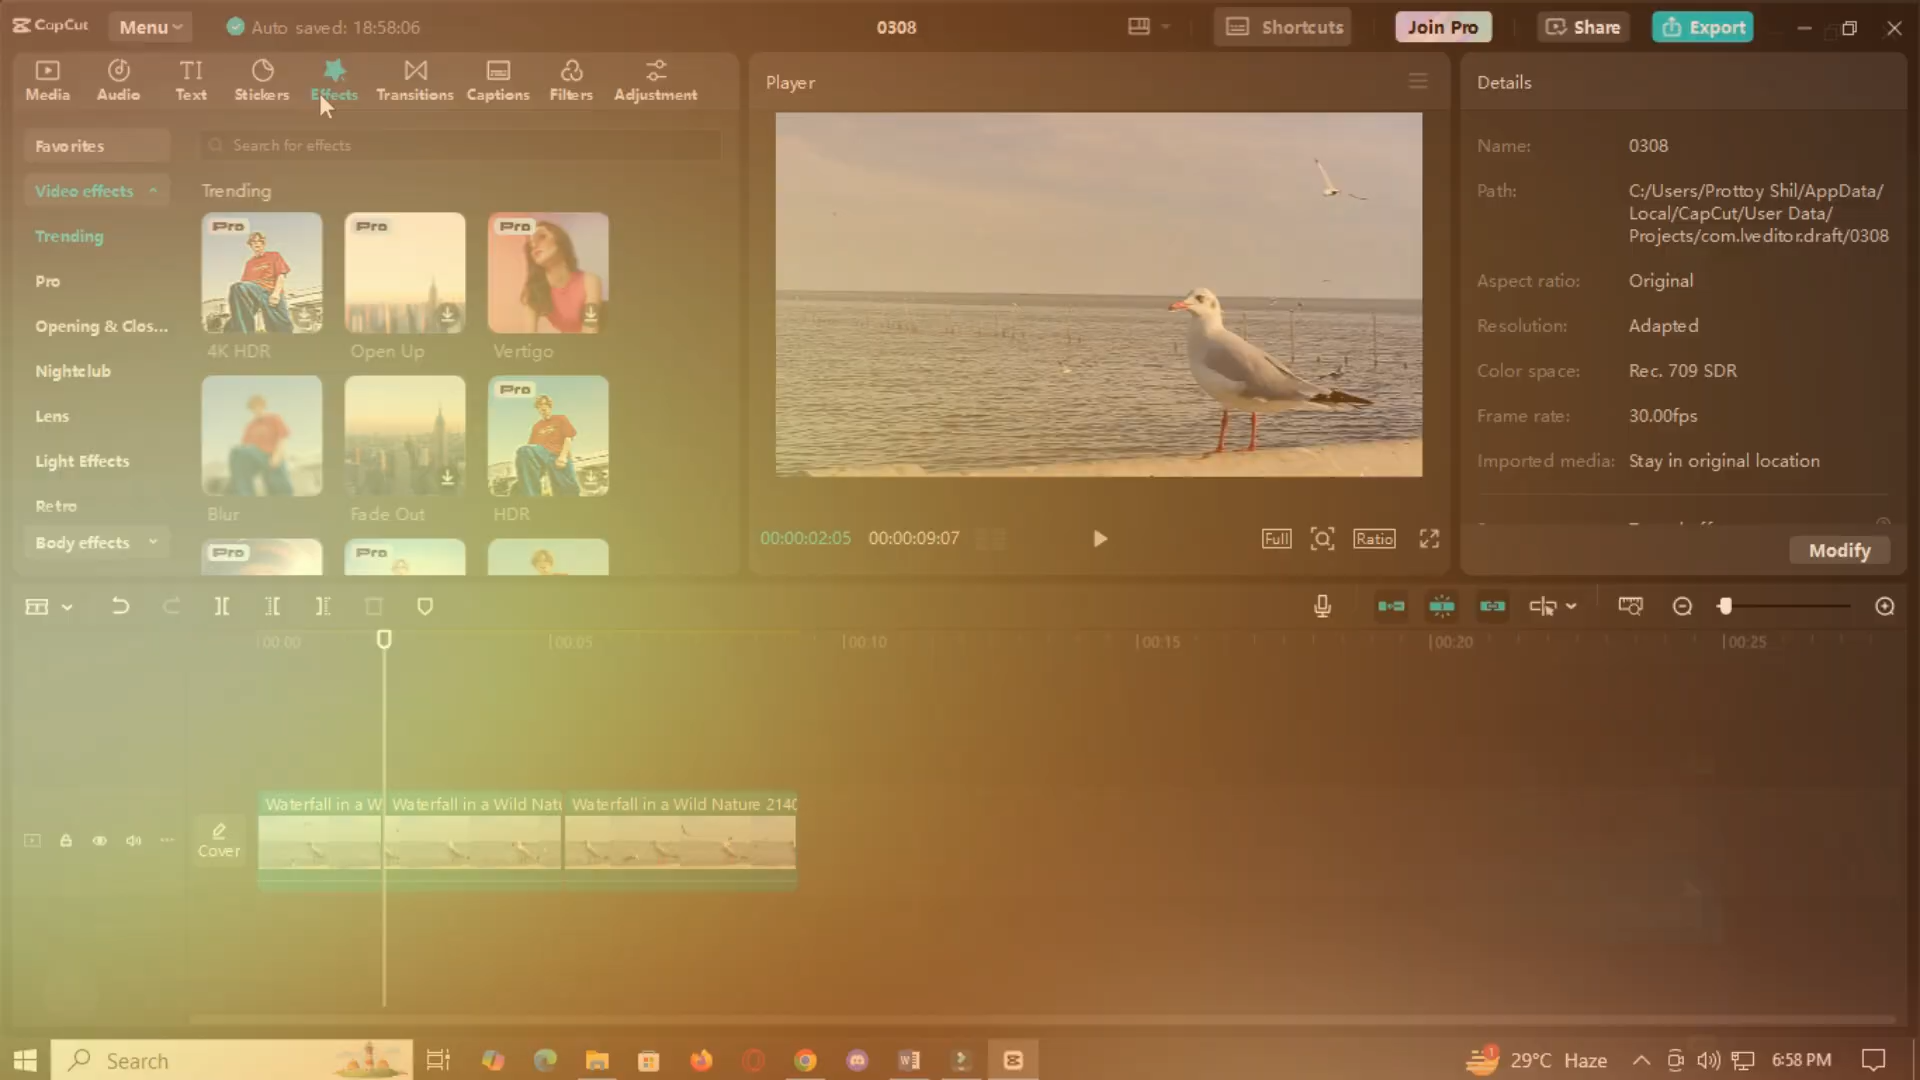 CapCut
Menu
Auto saved: 18:58:06
0308
Shortcuts
Join Pro
Share
Export
Media
Audio
Text
Stickers
Effects
Transitions
Captions
Filters
Adjustment
Favorites
Search for effects
Video effects
Trending
Pro
Opening & Clos...
Nightclub
Lens
Light Effects
Retro
Body effects
Trending
Pro
Pro
Pro
4K HDR
Open Up
Vertigo
Pro
Blur
Fade Out
HDR
Pro
Pro
Player
00:00:02:05
00:00:09:07
Full
Ratio
Details
Name:
0308
Path:
C:/Users/Prottoy Shil/AppData/
Local/CapCut/User Data/
Projects/com.lveditor.draft/0308
Aspect ratio:
Original
Resolution:
Adapted
Color space:
Rec. 709 SDR
Frame rate:
30.00fps
Imported media:
Stay in original location
Modify
00:00
00:05
00:10
00:15
00:20
00:25
Waterfall in a W
Waterfall in a Wild Natu
Waterfall in a Wild Nature 2140
Cover
Search
1
29°C Haze
6:58 PM